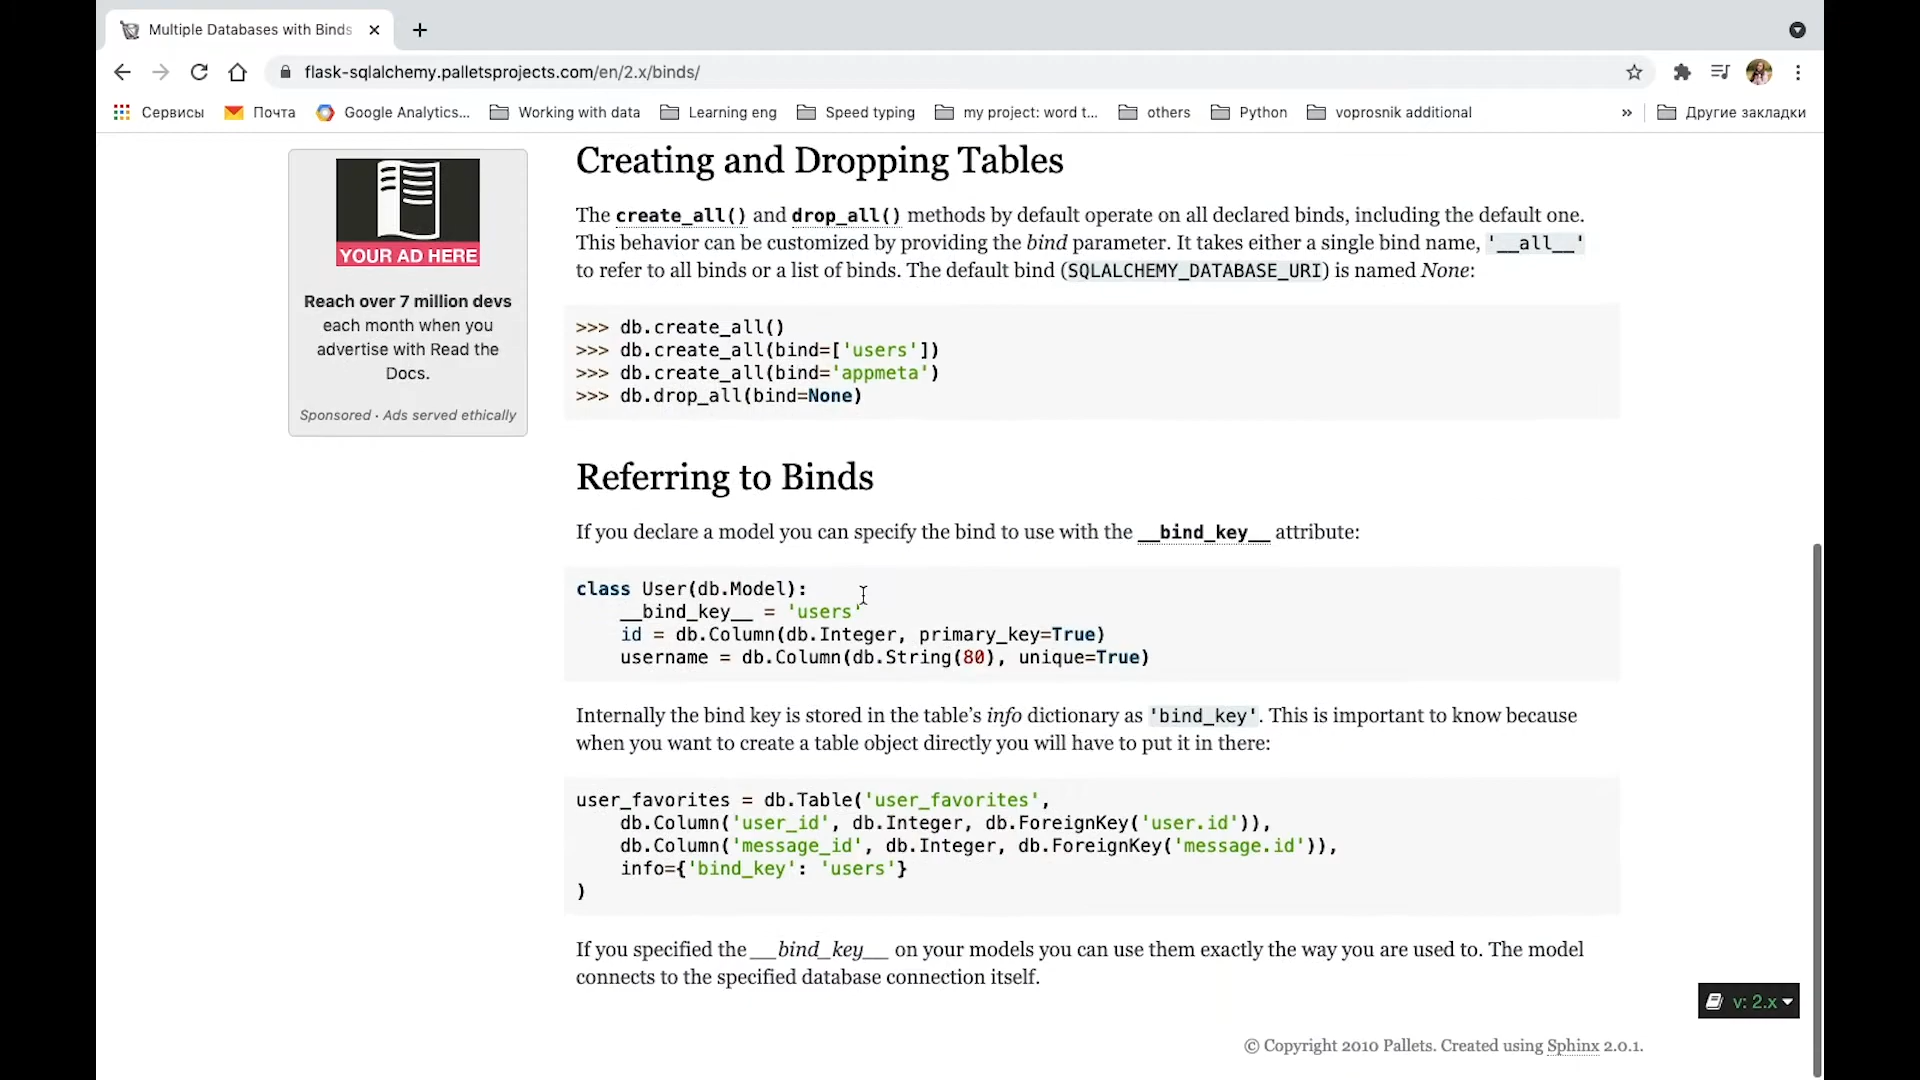 Multiple Databases with Binds
flask-sqlalchemy.palletsprojects.com/en/2.x/binds/
Сервисы Почта Google Analytics... Working with data Learning eng Speed typing my project: word t... others Python voprosnik additional » Другие закладки
YOUR AD HERE
Reach over 7 million devs
each month when you
advertise with Read the
Docs.
Sponsored · Ads served ethically
Creating and Dropping Tables
The create_all() and drop_all() methods by default operate on all declared binds, including the default one.
This behavior can be customized by providing the bind parameter. It takes either a single bind name, '__all__'
to refer to all binds or a list of binds. The default bind (SQLALCHEMY_DATABASE_URI) is named None:
>>> db.create_all()
>>> db.create_all(bind=['users'])
>>> db.create_all(bind='appmeta')
>>> db.drop_all(bind=None)
Referring to Binds
If you declare a model you can specify the bind to use with the __bind_key__ attribute:
class User(db.Model):
    __bind_key__ = 'users'
    id = db.Column(db.Integer, primary_key=True)
    username = db.Column(db.String(80), unique=True)
Internally the bind key is stored in the table’s info dictionary as 'bind_key'. This is important to know because
when you want to create a table object directly you will have to put it in there:
user_favorites = db.Table('user_favorites',
    db.Column('user_id', db.Integer, db.ForeignKey('user.id')),
    db.Column('message_id', db.Integer, db.ForeignKey('message.id')),
    info={'bind_key': 'users'}
)
If you specified the __bind_key__ on your models you can use them exactly the way you are used to. The model
connects to the specified database connection itself.
v: 2.x
© Copyright 2010 Pallets. Created using Sphinx 2.0.1.